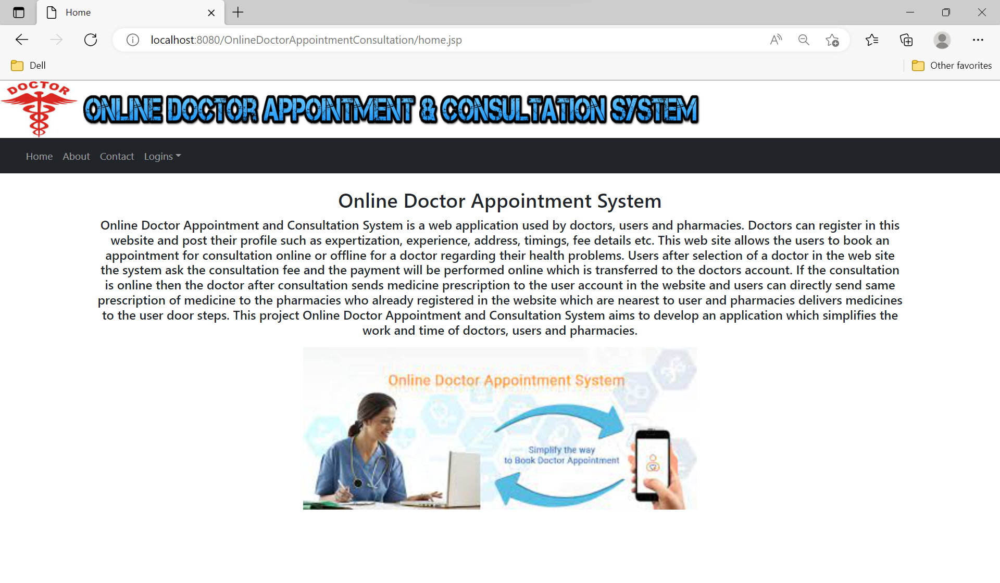 Home
localhost:8080/OnlineDoctorAppointmentConsultation/home.jsp
Dell
Other favorites
DOCTOR
ONLINE DOCTOR APPOINTMENT & CONSULTATION SYSTEM
Home About Contact Logins
Online Doctor Appointment System
Online Doctor Appointment and Consultation System is a web application used by doctors, users and pharmacies. Doctors can register in this
website and post their profile such as expertization, experience, address, timings, fee details etc. This web site allows the users to book an
appointment for consultation online or offline for a doctor regarding their health problems. Users after selection of a doctor in the web site
the system ask the consultation fee and the payment will be performed online which is transferred to the doctors account. If the consultation
is online then the doctor after consultation sends medicine prescription to the user account in the website and users can directly send same
prescription of medicine to the pharmacies who already registered in the website which are nearest to user and pharmacies delivers medicines
to the user door steps. This project Online Doctor Appointment and Consultation System aims to develop an application which simplifies the
work and time of doctors, users and pharmacies.
Online Doctor Appointment System
Simplify the way
to Book Doctor Appointment